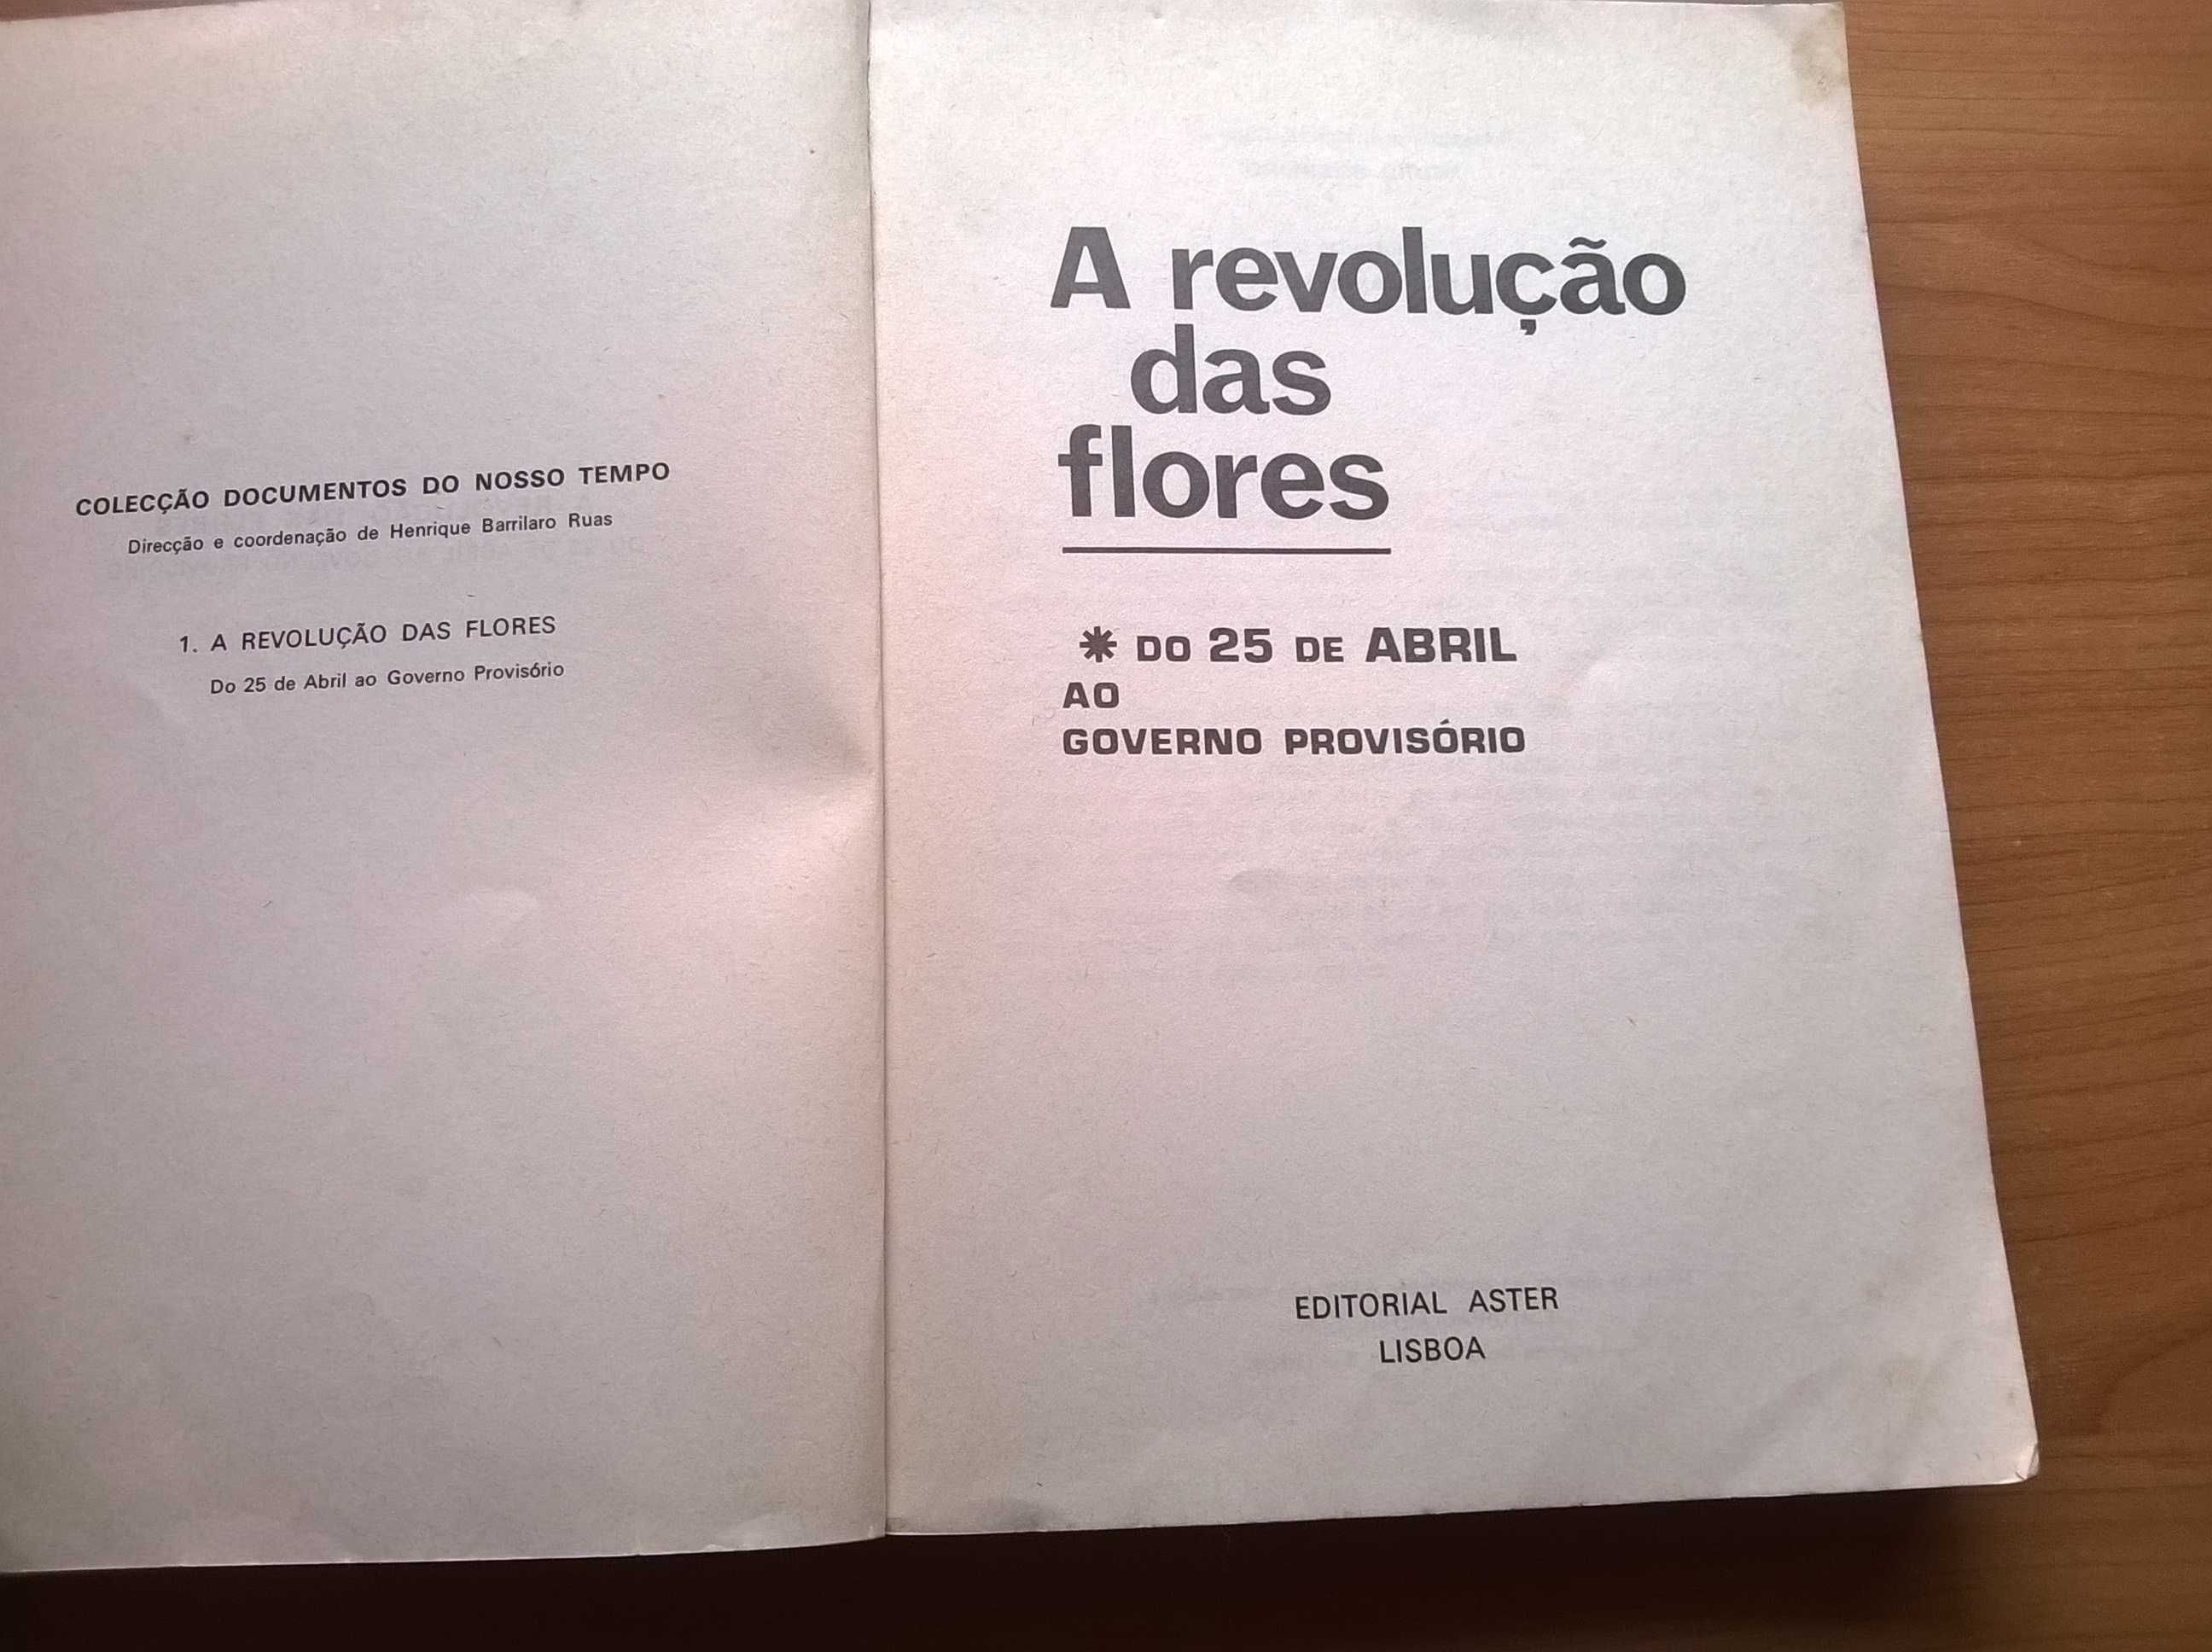 COLECÇÃO DOCUMENTOS DO NOSSO TEMPO
Direcção e coordenação de Henrique Barrilaro Ruas
1. A REVOLUÇÃO DAS FLORES
Do 25 de Abril ao Governo Provisório
A revolução
das
flores
* DO 25 DE ABRIL
AO
GOVERNO PROVISÓRIO
EDITORIAL ASTER
LISBOA